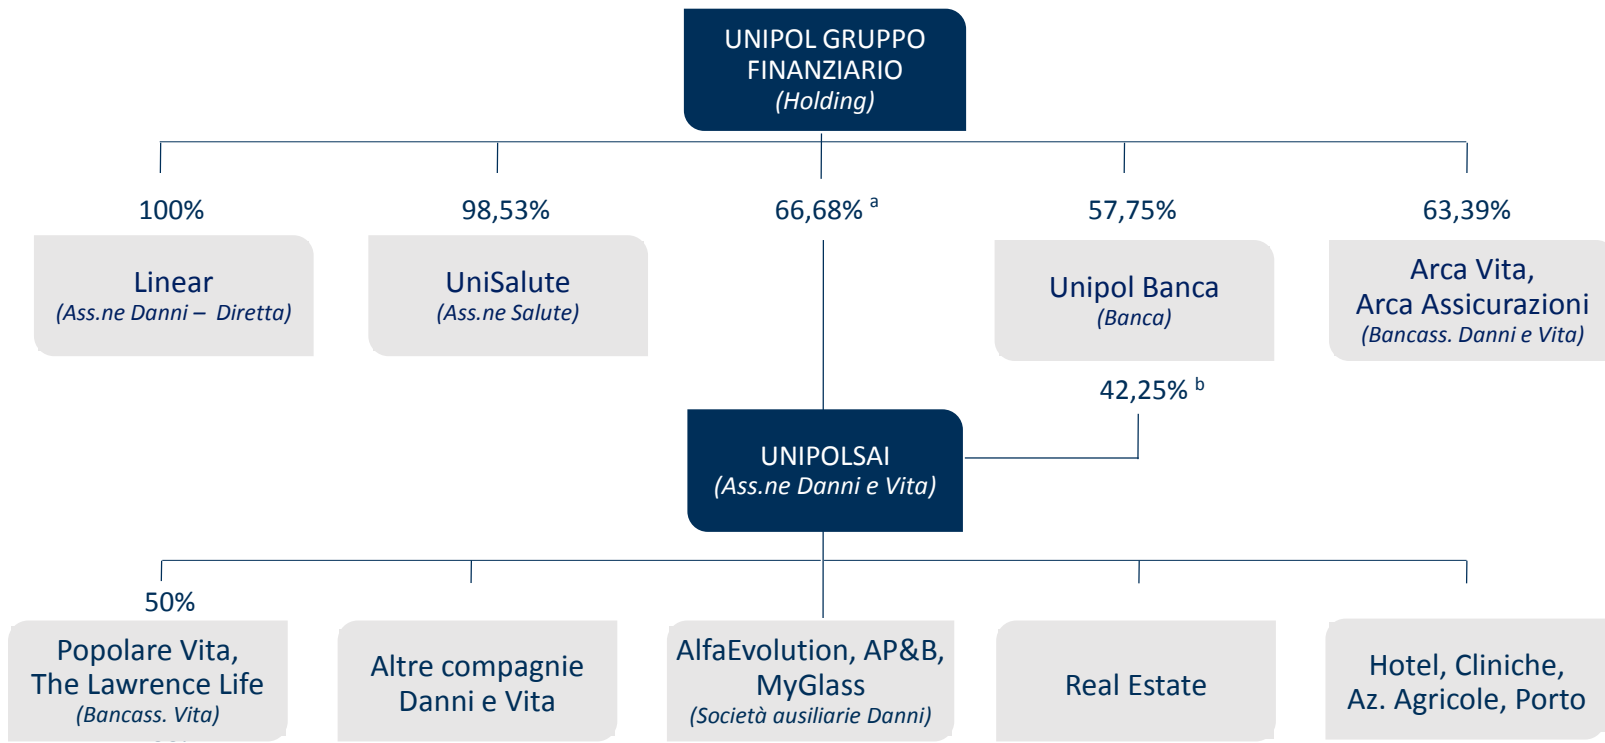 UNIPOL GRUPPO
FINANZIARIO
(Holding)
100%
98,53%
66,68% a
57,75%
63,39%
Linear
(Ass.ne Danni – Diretta)
UniSalute
(Ass.ne Salute)
Unipol Banca
(Banca)
Arca Vita,
Arca Assicurazioni
(Bancass. Danni e Vita)
42,25% b
UNIPOLSAI
(Ass.ne Danni e Vita)
50%
Popolare Vita,
The Lawrence Life
(Bancass. Vita)
Altre compagnie
Danni e Vita
AlfaEvolution, AP&B,
MyGlass
(Società ausiliarie Danni)
Real Estate
Hotel, Cliniche,
Az. Agricole, Porto